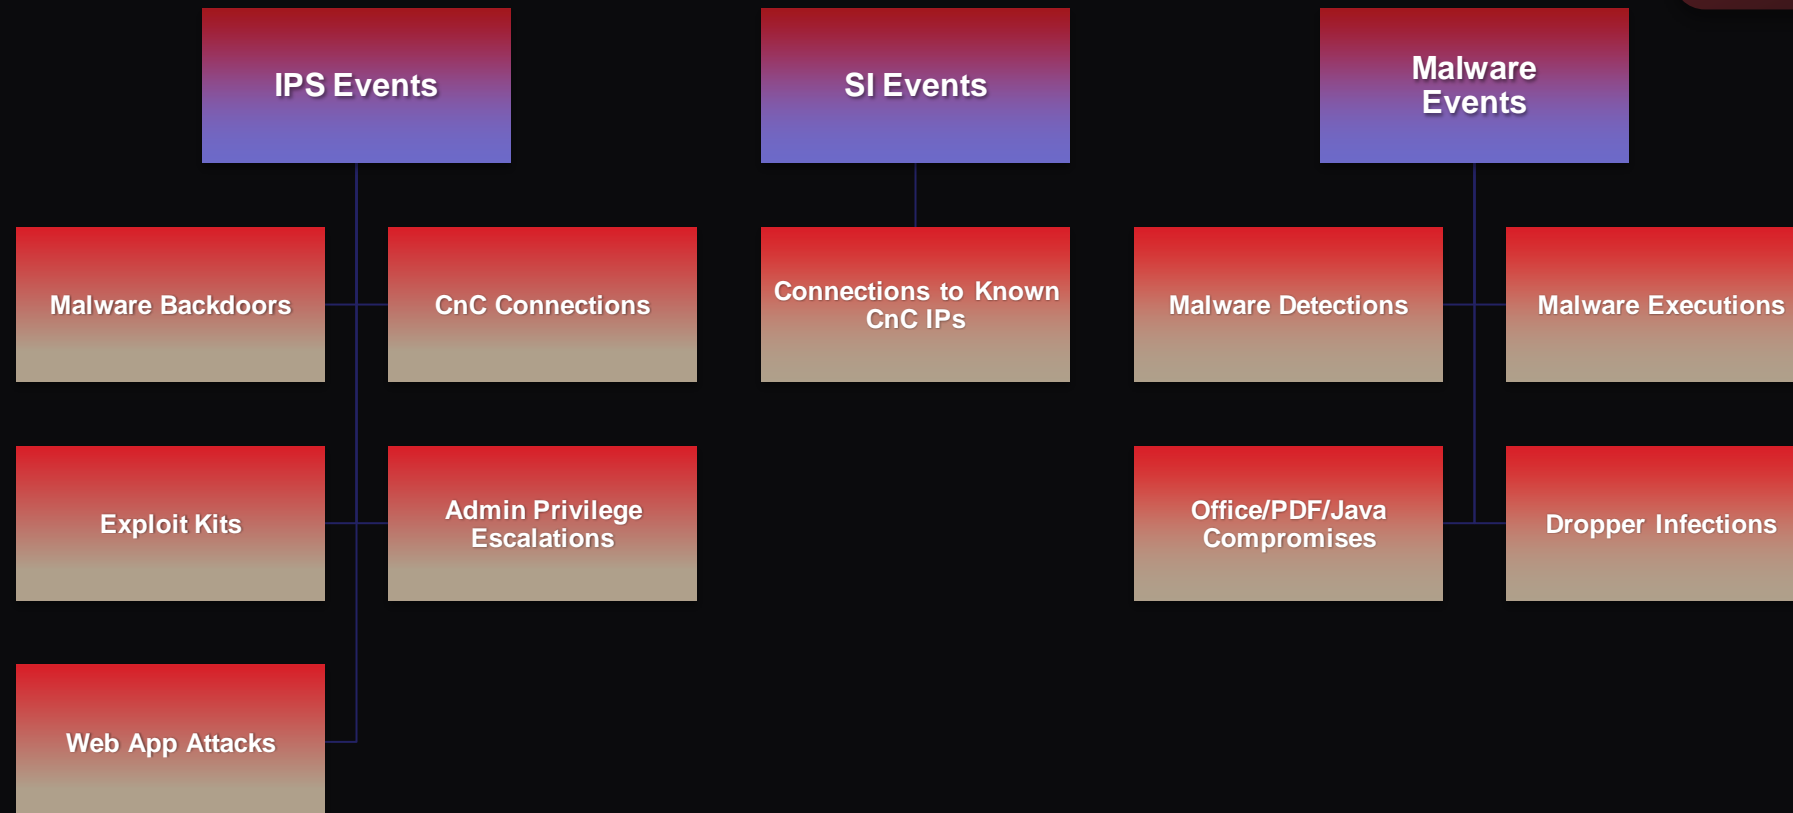 IPS Events
SI Events
Malware
Events
Malware Backdoors
CnC Connections
Connections to Known
CnC IPs
Malware Detections
Malware Executions
Exploit Kits
Admin Privilege
Escalations
Office/PDF/Java
Compromises
Dropper Infections
Web App Attacks